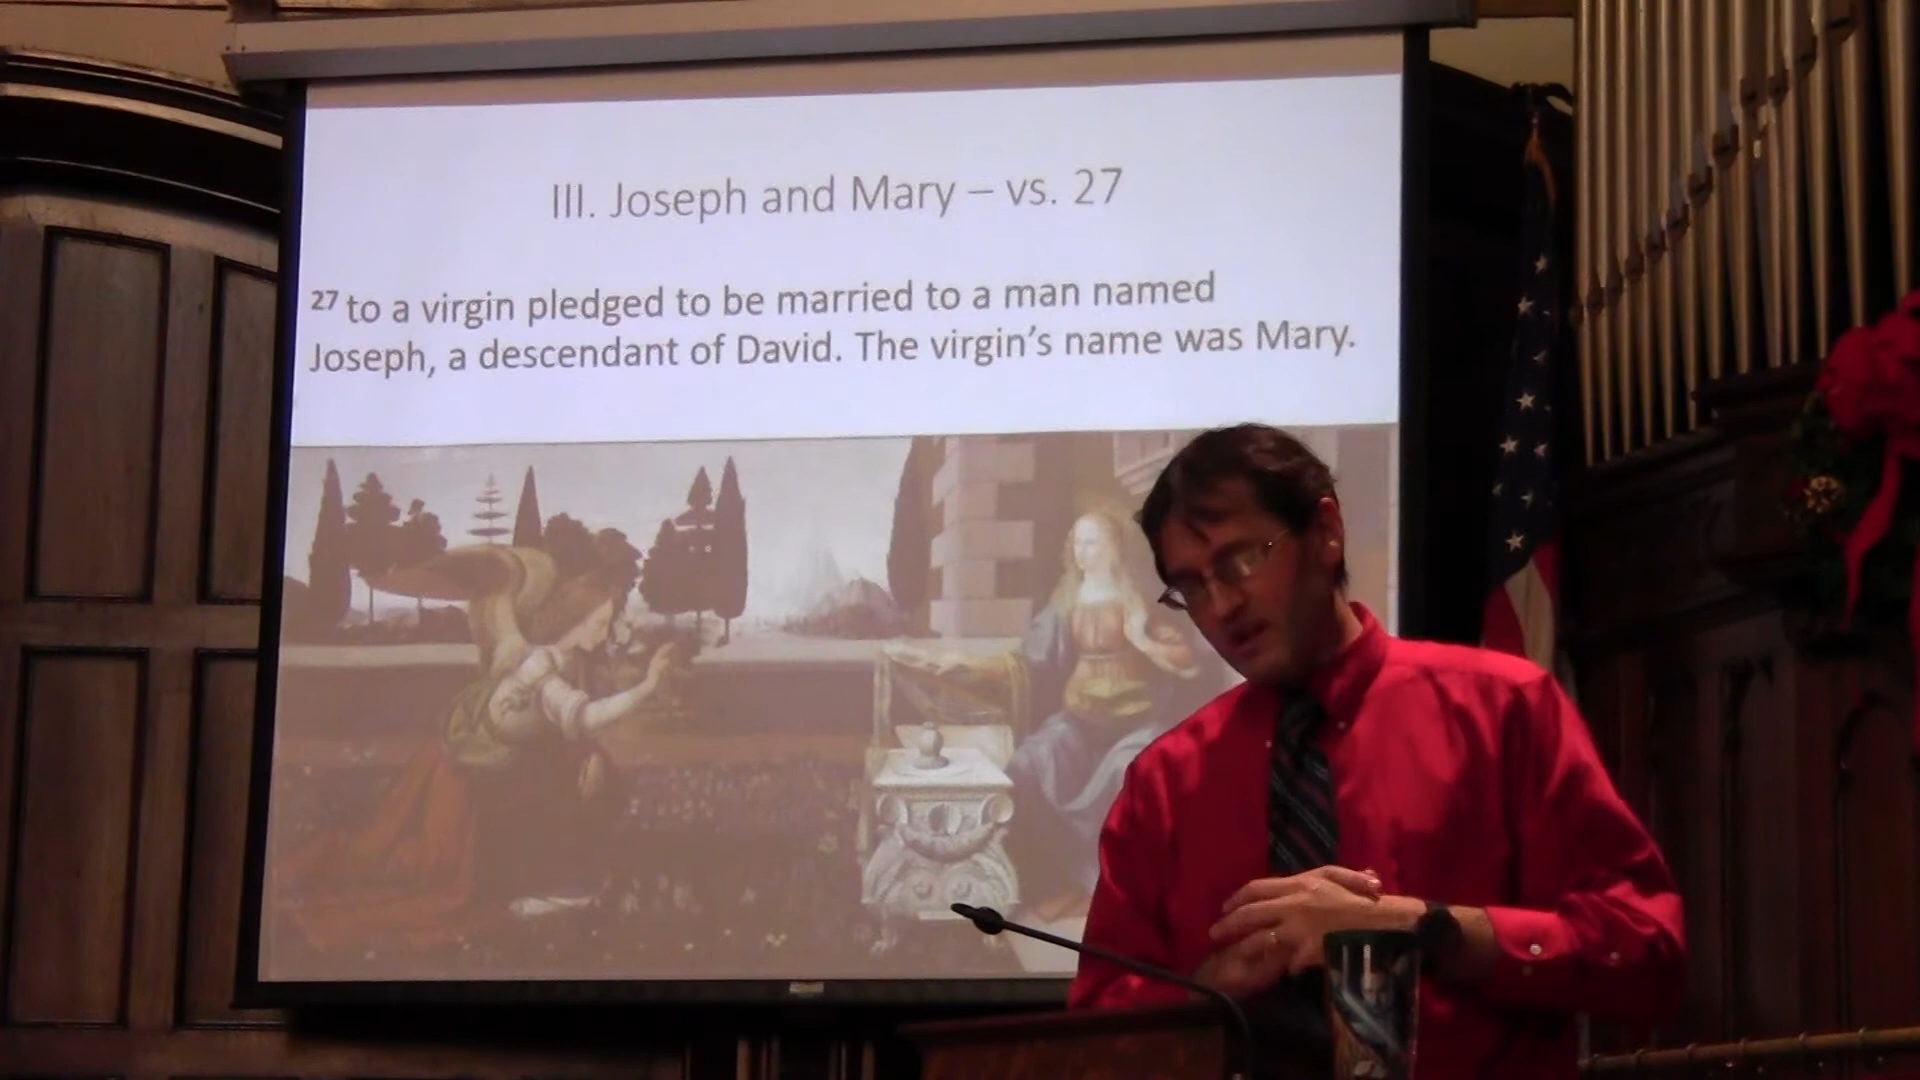 III. Joseph and Mary – vs. 27
27 to a virgin pledged to be married to a man named
Joseph, a descendant of David. The virgin’s name was Mary.